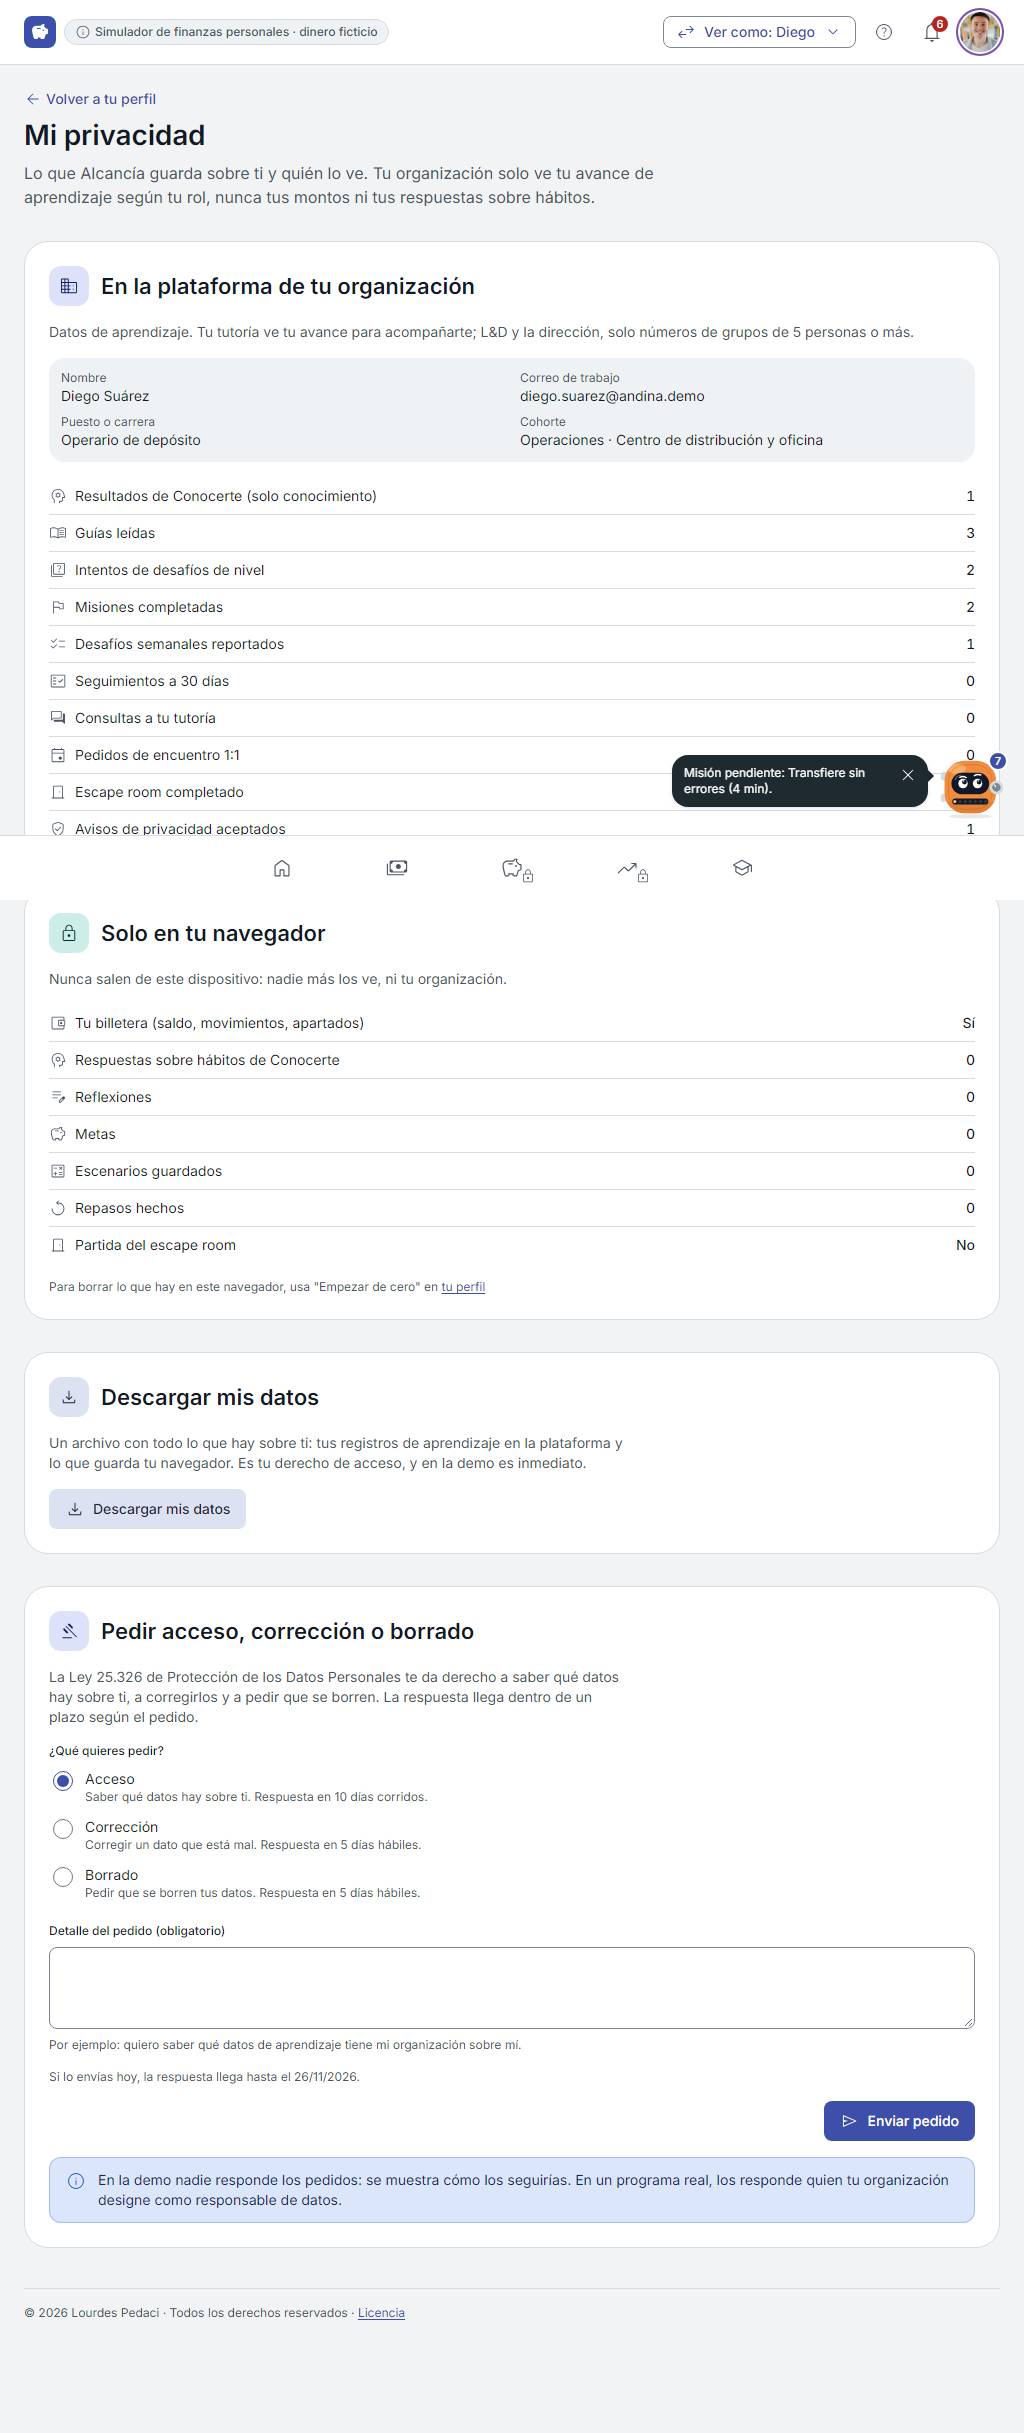 Simulador de finanzas personales · dinero ficticio
Ver como: Diego
6
Volver a tu perfil
Mi privacidad
Lo que Alcancía guarda sobre ti y quién lo ve. Tu organización solo ve tu avance de
aprendizaje según tu rol, nunca tus montos ni tus respuestas sobre hábitos.
En la plataforma de tu organización
Datos de aprendizaje. Tu tutoría ve tu avance para acompañarte; L&D y la dirección, solo números de grupos de 5 personas o más.
Nombre
Diego Suárez
Correo de trabajo
diego.suarez@andina.demo
Puesto o carrera
Operario de depósito
Cohorte
Operaciones · Centro de distribución y oficina
Resultados de Conocerte (solo conocimiento) 1
Guías leídas 3
Intentos de desafíos de nivel 2
Misiones completadas 2
Desafíos semanales reportados 1
Seguimientos a 30 días 0
Consultas a tu tutoría 0
Pedidos de encuentro 1:1 0
Misión pendiente: Transfiere sin
errores (4 min).
7
Escape room completado
Avisos de privacidad aceptados 1
Solo en tu navegador
Nunca salen de este dispositivo: nadie más los ve, ni tu organización.
Tu billetera (saldo, movimientos, apartados) Sí
Respuestas sobre hábitos de Conocerte 0
Reflexiones 0
Metas 0
Escenarios guardados 0
Repasos hechos 0
Partida del escape room No
Para borrar lo que hay en este navegador, usa "Empezar de cero" en tu perfil
Descargar mis datos
Un archivo con todo lo que hay sobre ti: tus registros de aprendizaje en la plataforma y
lo que guarda tu navegador. Es tu derecho de acceso, y en la demo es inmediato.
Descargar mis datos
Pedir acceso, corrección o borrado
La Ley 25.326 de Protección de los Datos Personales te da derecho a saber qué datos
hay sobre ti, a corregirlos y a pedir que se borren. La respuesta llega dentro de un
plazo según el pedido.
¿Qué quieres pedir?
Acceso
Saber qué datos hay sobre ti. Respuesta en 10 días corridos.
Corrección
Corregir un dato que está mal. Respuesta en 5 días hábiles.
Borrado
Pedir que se borren tus datos. Respuesta en 5 días hábiles.
Detalle del pedido (obligatorio)
Por ejemplo: quiero saber qué datos de aprendizaje tiene mi organización sobre mí.
Si lo envías hoy, la respuesta llega hasta el 26/11/2026.
Enviar pedido
En la demo nadie responde los pedidos: se muestra cómo los seguirías. En un programa real, los responde quien tu organización
designe como responsable de datos.
© 2026 Lourdes Pedaci · Todos los derechos reservados · Licencia